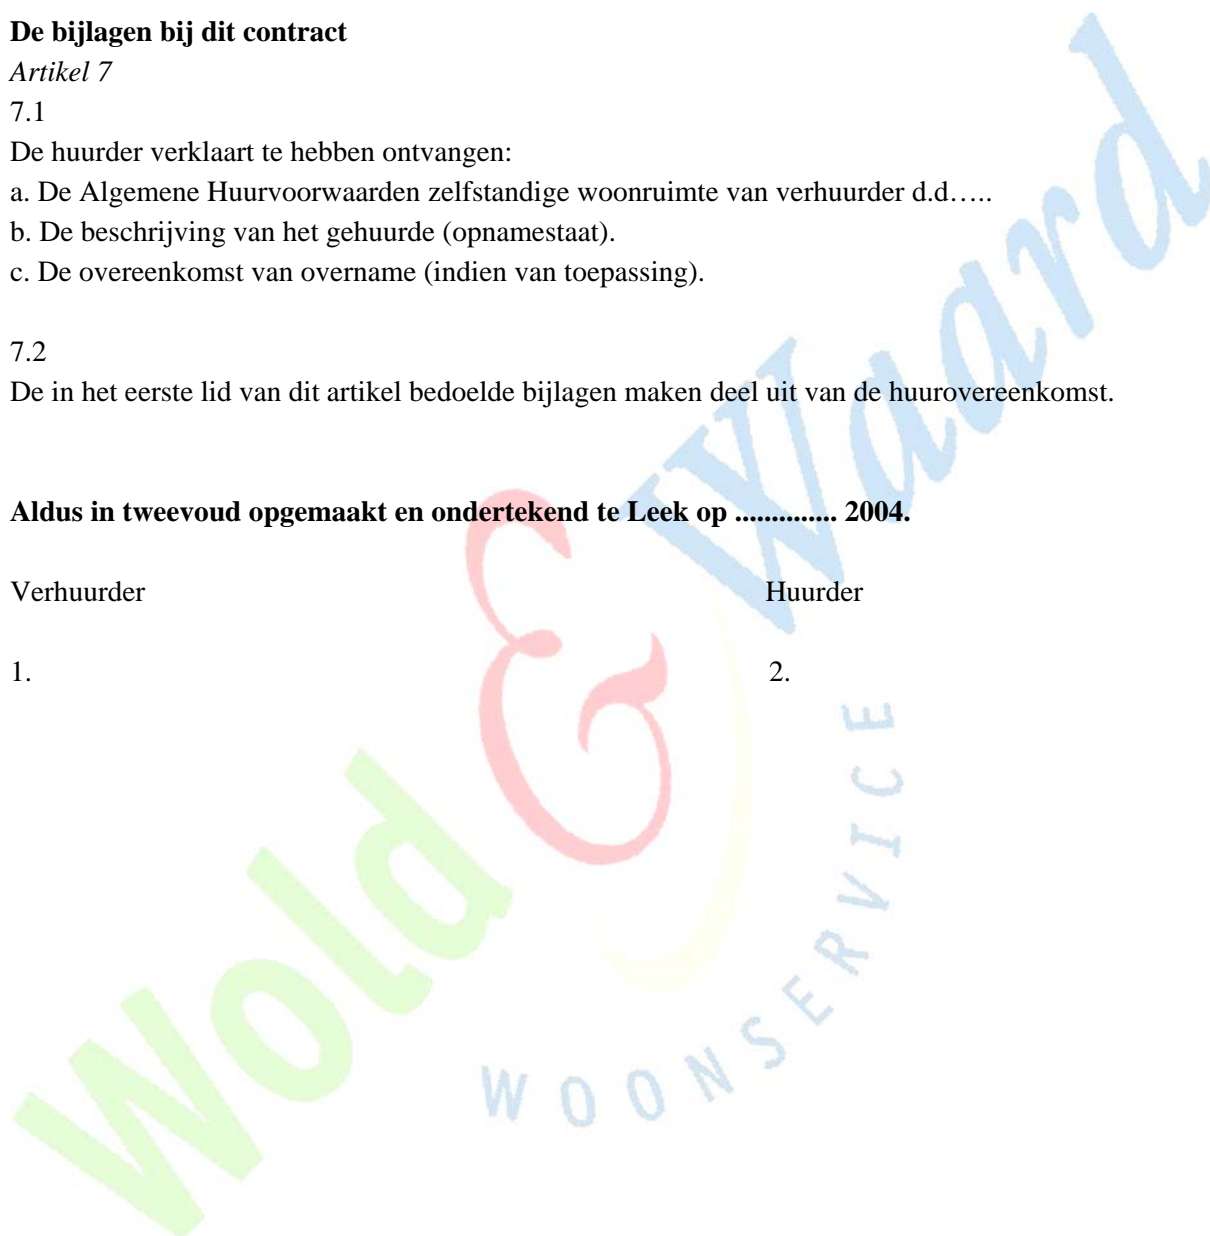 De bijlagen bij dit contract
Artikel 7
7.1
De huurder verklaart te hebben ontvangen:
a. De Algemene Huurvoorwaarden zelfstandige woonruimte van verhuurder d.d…..
b. De beschrijving van het gehuurde (opnamestaat).
c. De overeenkomst van overname (indien van toepassing).
7.2
De in het eerste lid van dit artikel bedoelde bijlagen maken deel uit van de huurovereenkomst.
Aldus in tweevoud opgemaakt en ondertekend te Leek op .............. 2004.
Verhuurder Huurder
1. 2.
Wold & Waard
WOONSERVICE